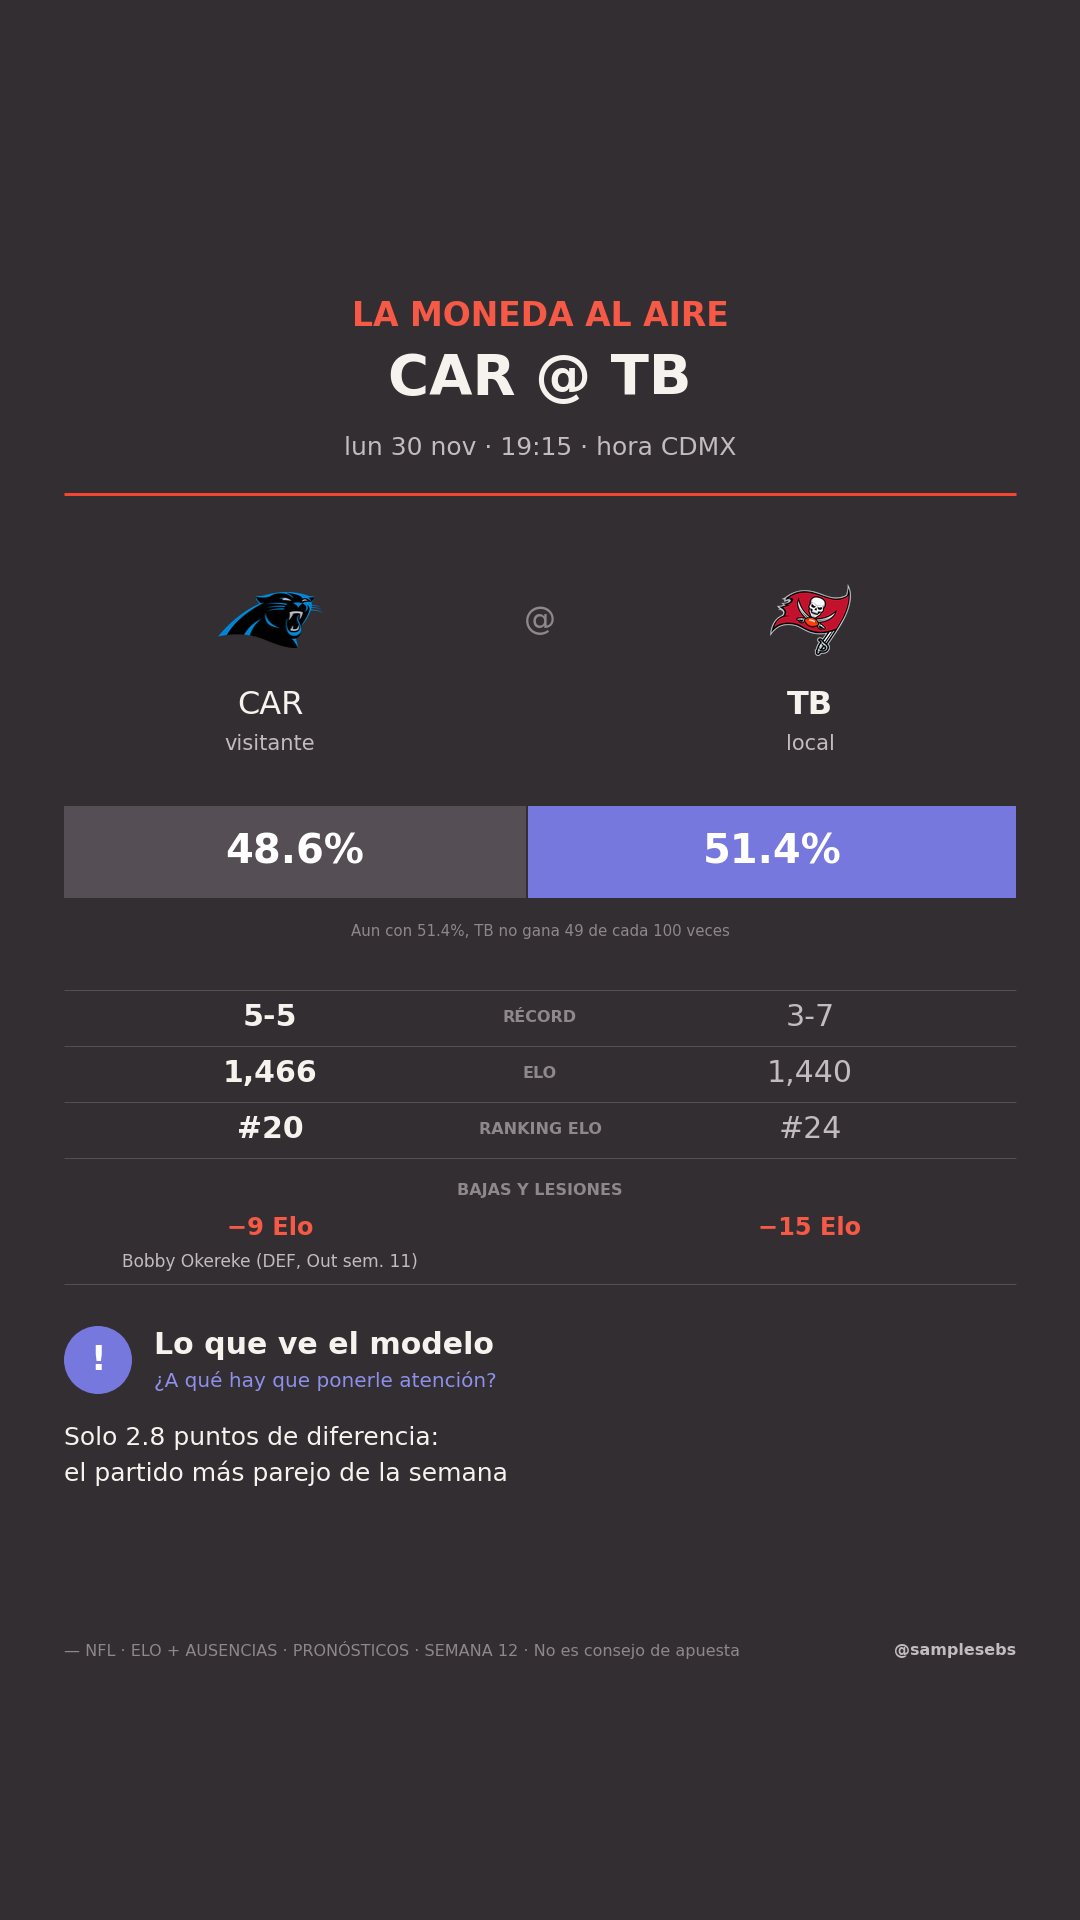 LA MONEDA AL AIRE
CAR @ TB
lun 30 nov · 19:15 · hora CDMX
@
CAR
TB
visitante
local
48.6%
51.4%
Aun con 51.4%, TB no gana 49 de cada 100 veces
5-5 RÉCORD 3-7
1,466 ELO 1,440
#20 RANKING ELO #24
BAJAS Y LESIONES
−9 Elo −15 Elo
Bobby Okereke (DEF, Out sem. 11)
!
Lo que ve el modelo
¿A qué hay que ponerle atención?
Solo 2.8 puntos de diferencia:
el partido más parejo de la semana
— NFL · ELO + AUSENCIAS · PRONÓSTICOS · SEMANA 12 · No es consejo de apuesta
@samplesebs